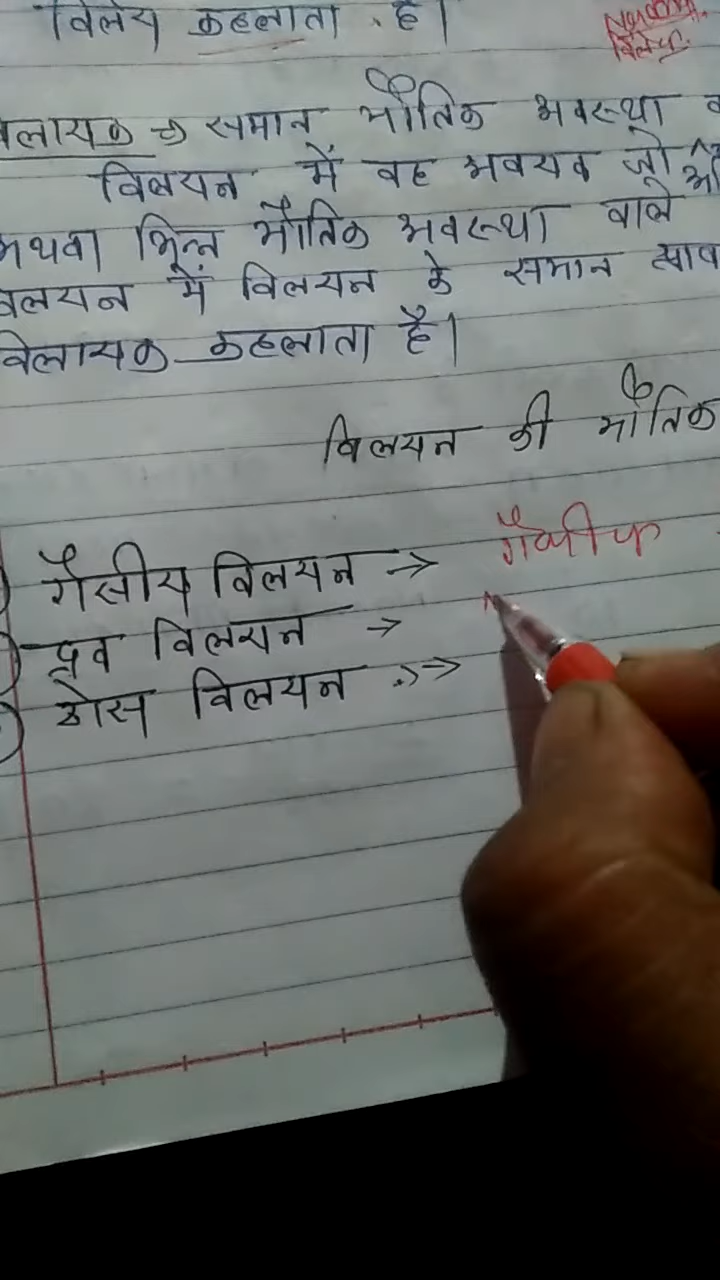 विलेय कहलाता है।
विलेय
विलायक → समान भौतिक अवस्था
विलयन में वह अवयव जो
अथवा भिन्न भौतिक अवस्था वाले
विलयन में विलयन के समान
विलायक कहलाता है।
विलयन की भौतिक
गैसीय विलयन →
द्रव विलयन →
ठोस विलयन →